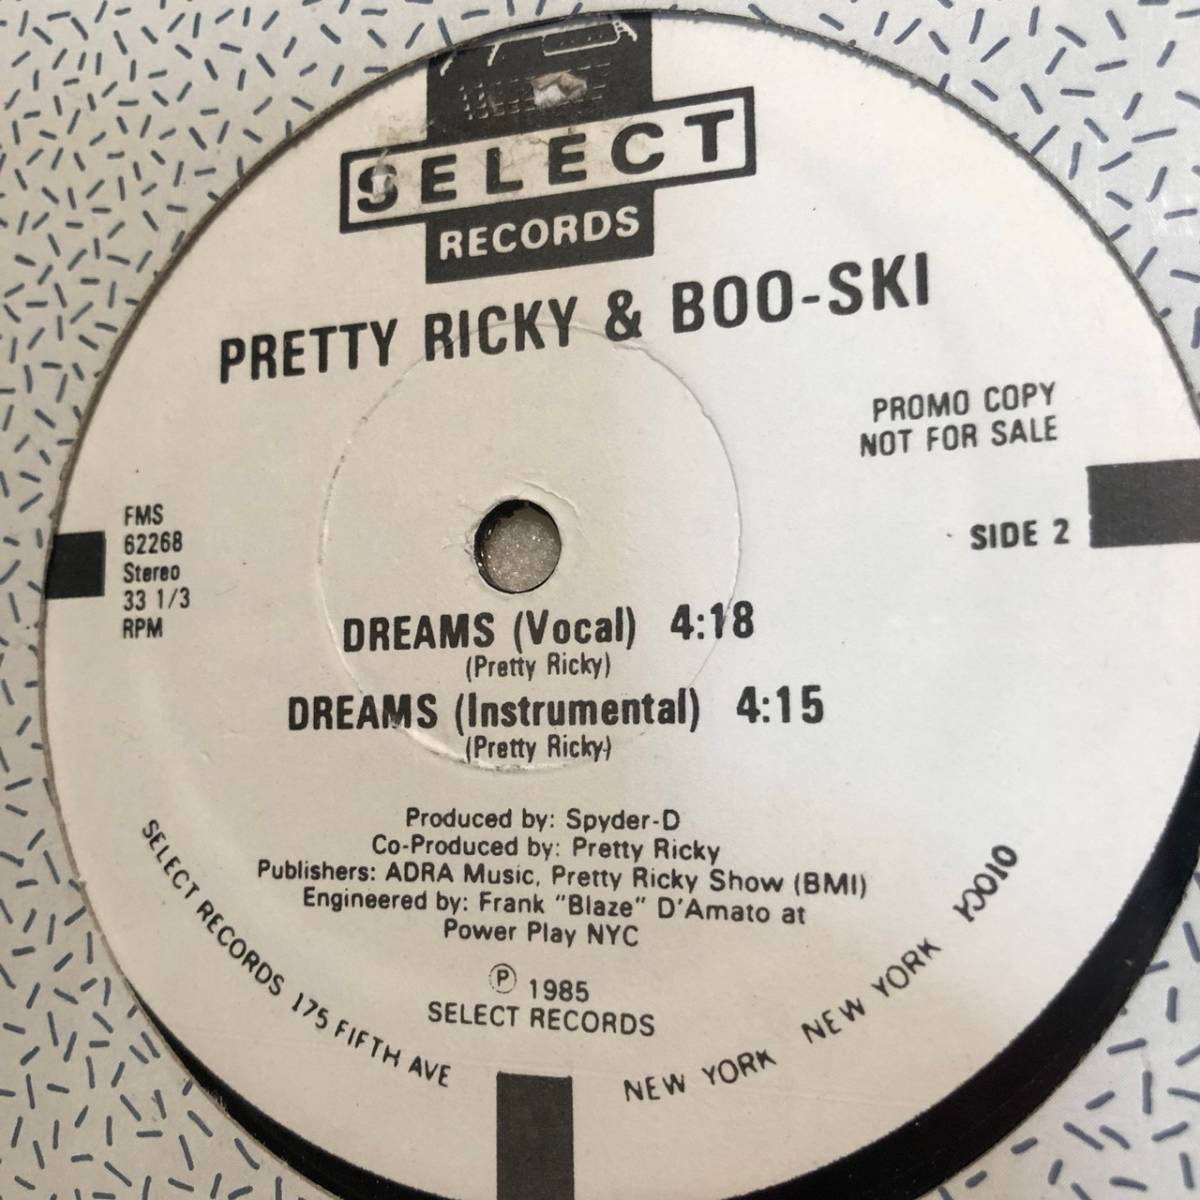 SELECT
RECORDS
PRETTY RICKY & BOO-SKI
PROMO COPY
NOT FOR SALE
SIDE 2
FMS
62268
Stereo
33 1/3
RPM
DREAMS (Vocal) 4:18
(Pretty Ricky)
DREAMS (Instrumental) 4:15
(Pretty Ricky)
Produced by: Spyder-D
Co-Produced by: Pretty Ricky
Publishers: ADRA Music, Pretty Ricky Show (BMI)
Engineered by: Frank "Blaze" D'Amato at
Power Play NYC
Ⓟ 1985
SELECT RECORDS
SELECT RECORDS 175 FIFTH AVE NEW YORK NEW YORK 10010